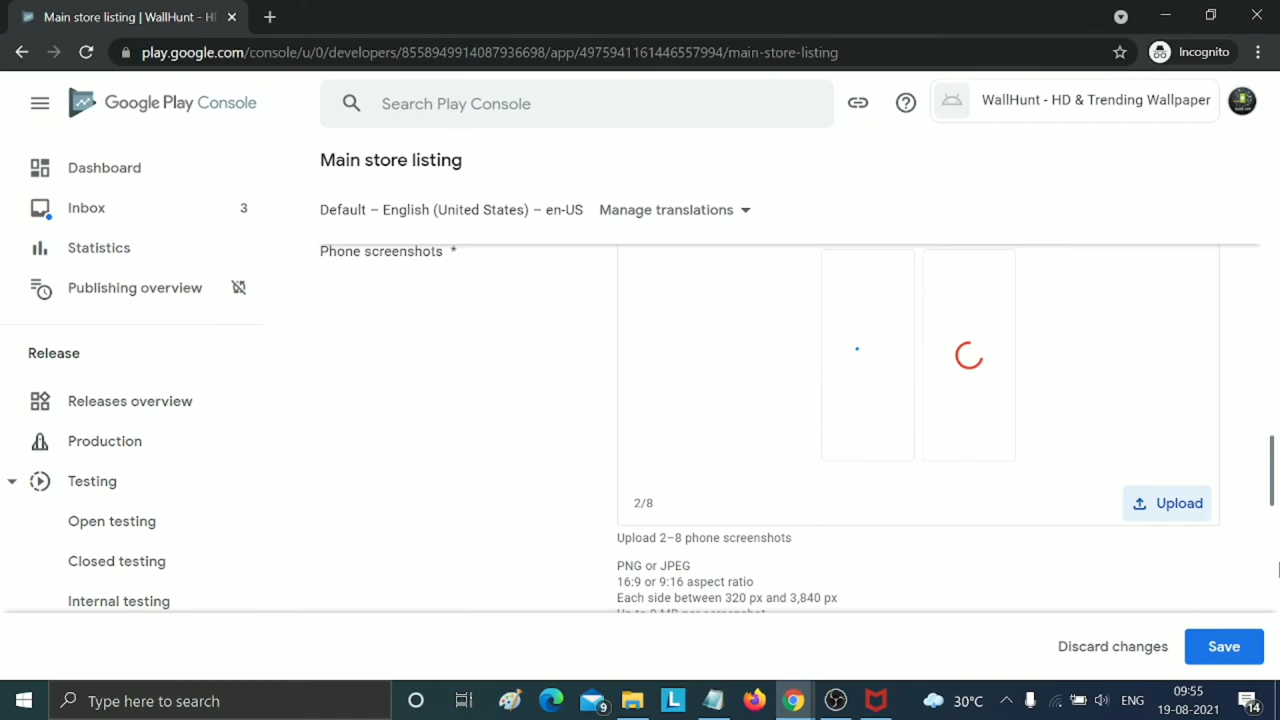 Main store listing | WallHunt - HD
play.google.com/console/u/0/developers/8558949914087936698/app/4975941161446557994/main-store-listing
Incognito
Google Play Console
Search Play Console
WallHunt - HD & Trending Wallpaper
Main store listing
Dashboard
Default – English (United States) – en-US Manage translations
Inbox 3
Phone screenshots *
Statistics
Publishing overview
Release
Releases overview
Production
Testing
2/8
Upload
Open testing
Upload 2–8 phone screenshots
Closed testing
PNG or JPEG
16:9 or 9:16 aspect ratio
Internal testing
Each side between 320 px and 3,840 px
Discard changes
Save
Type here to search
9
30°C
ENG
09:55
19-08-2021
14